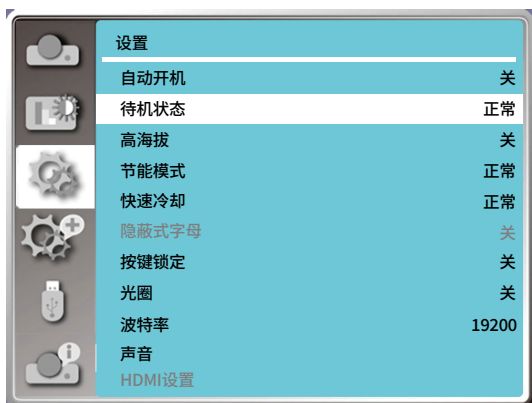 设置
自动开机 关
待机状态 正常
高海拔 关
节能模式 正常
快速冷却 正常
隐蔽式字母 关
按键锁定 关
光圈 关
波特率 19200
声音
HDMI设置